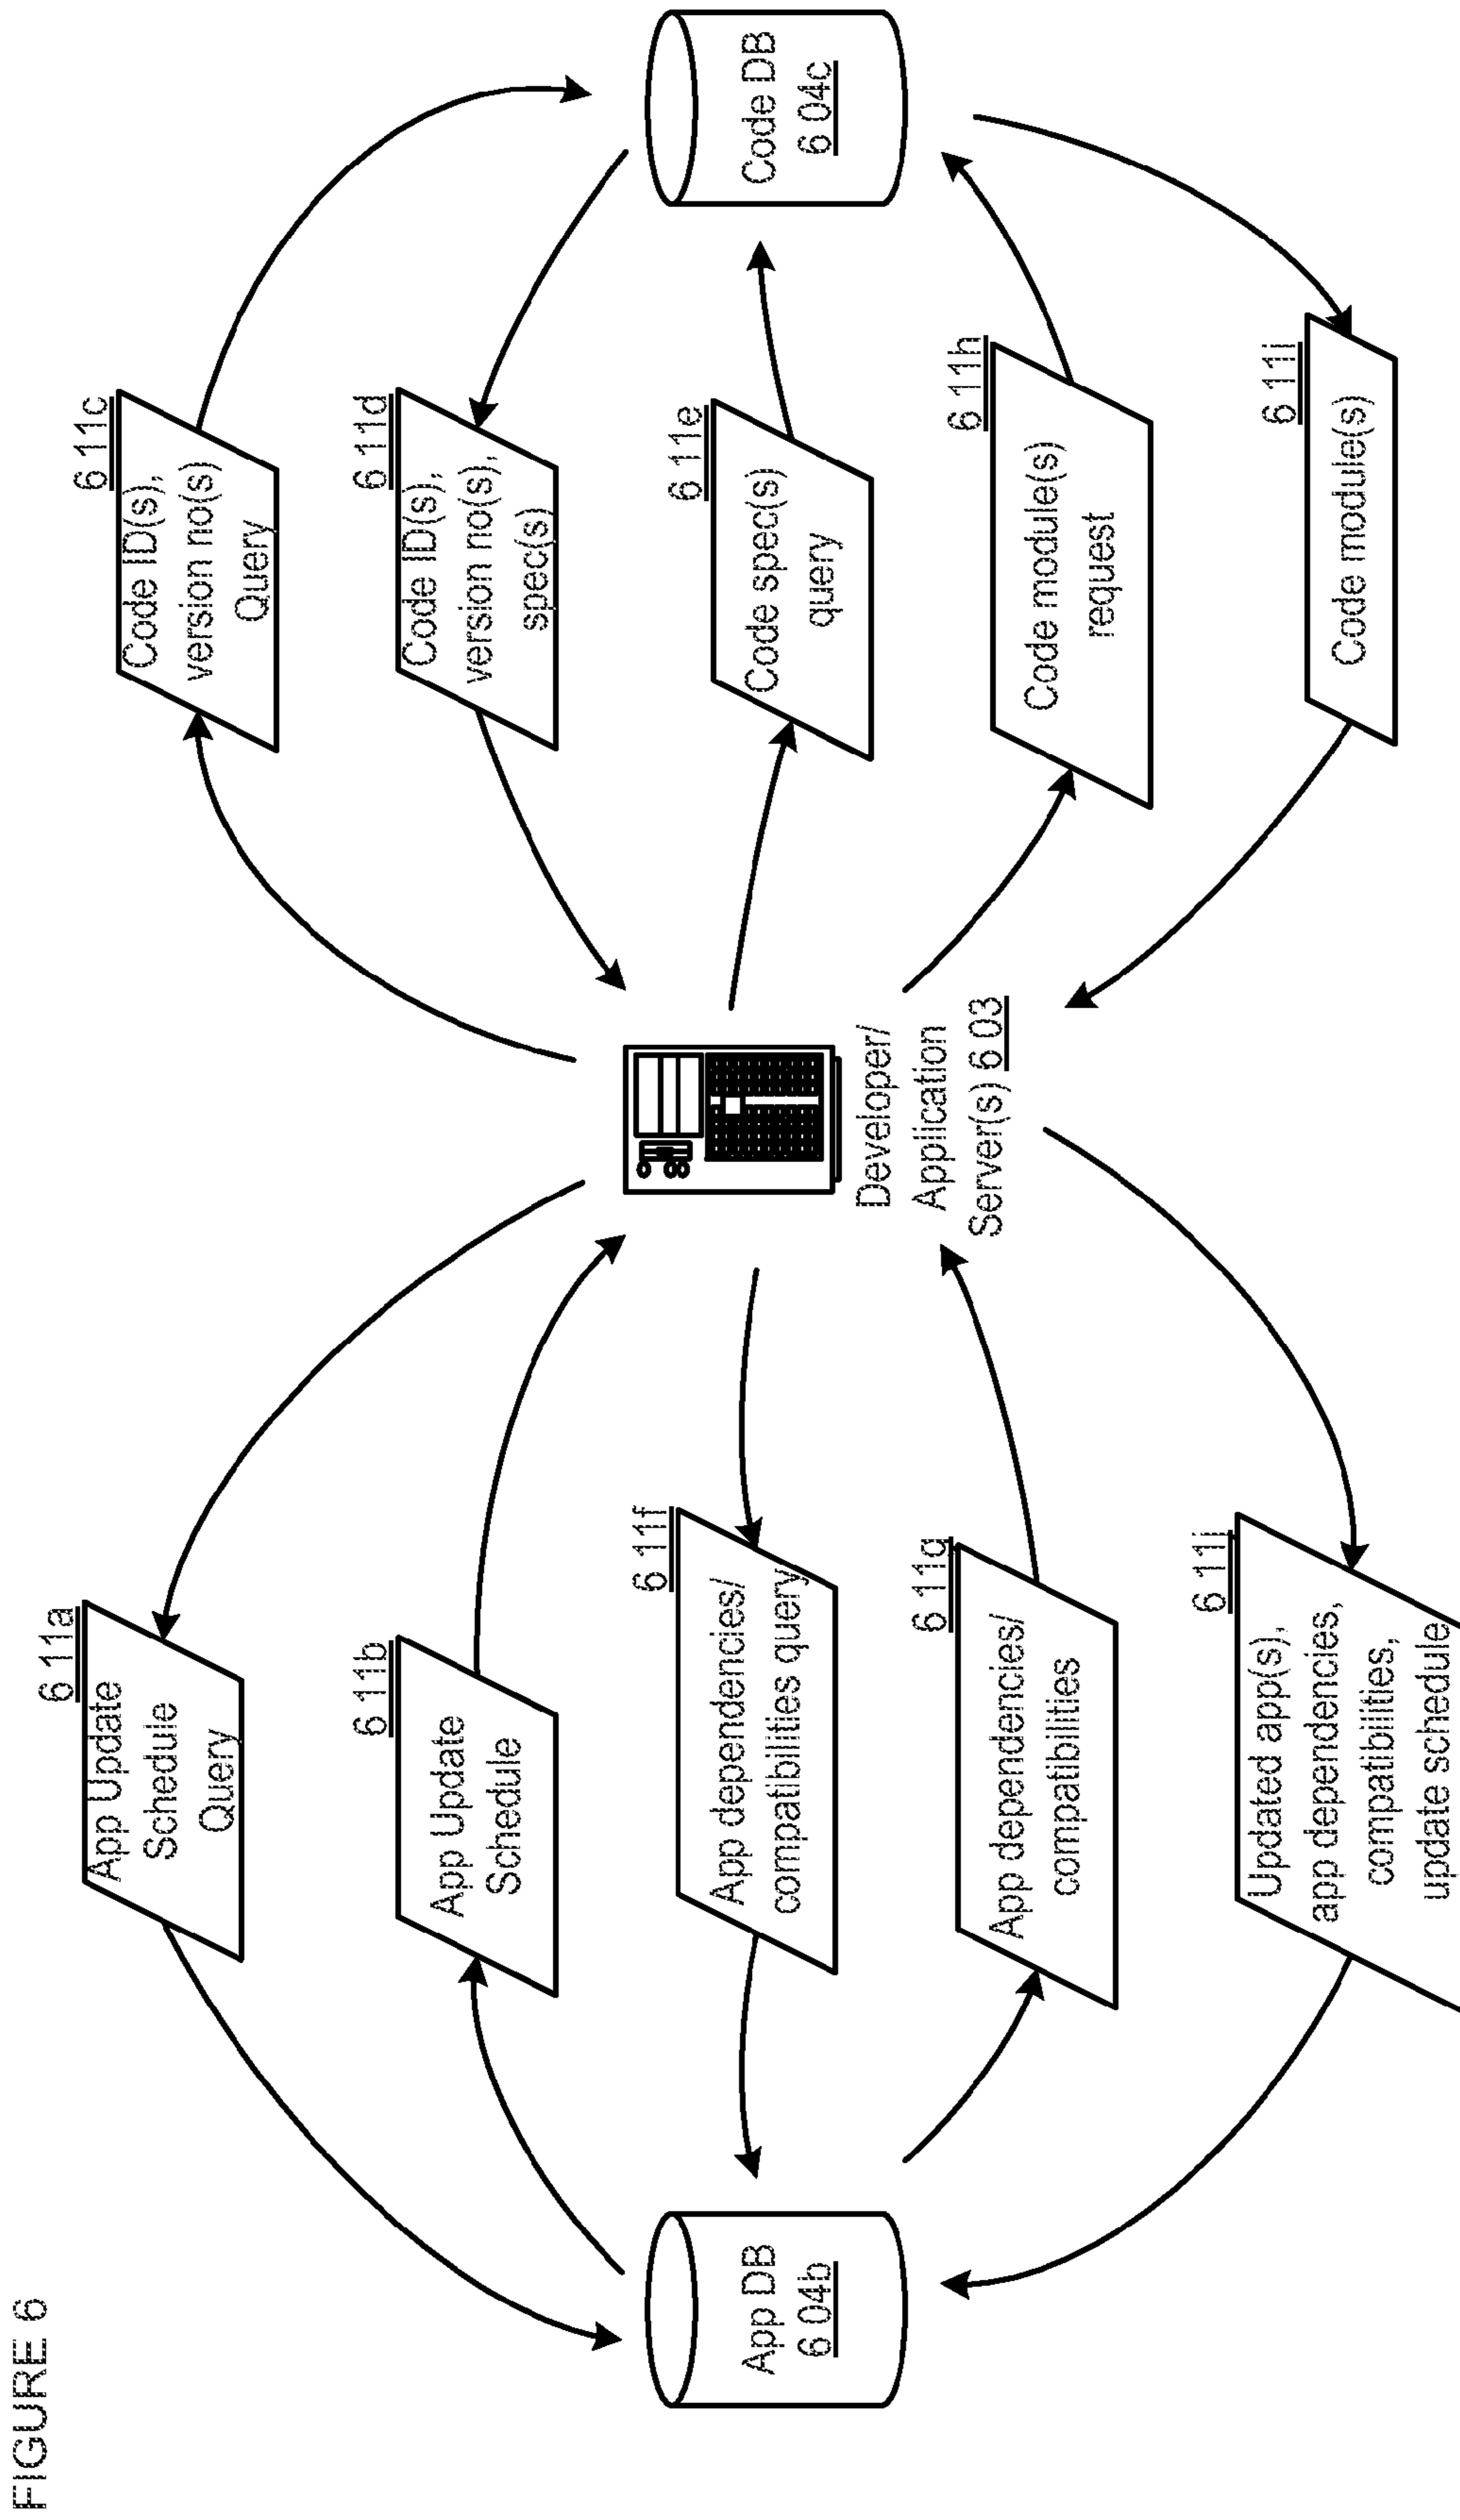 FIGURE 6
6 11a
App Update
Schedule
Query
6 11b
App Update
Schedule
6 11f
App dependencies/
compatibilities query
6 11g
App dependencies/
compatibilities
6 11j
Updated app(s),
app dependencies,
compatibilities,
update schedule
App DB
6 04b
Developer/
Application
Server(s) 6 03
6 11c
Code ID(s),
version no(s)
Query
6 11d
Code ID(s),
version no(s),
spec(s)
6 11e
Code spec(s)
query
6 11h
Code module(s)
request
6 11i
Code module(s)
Code DB
6 04c